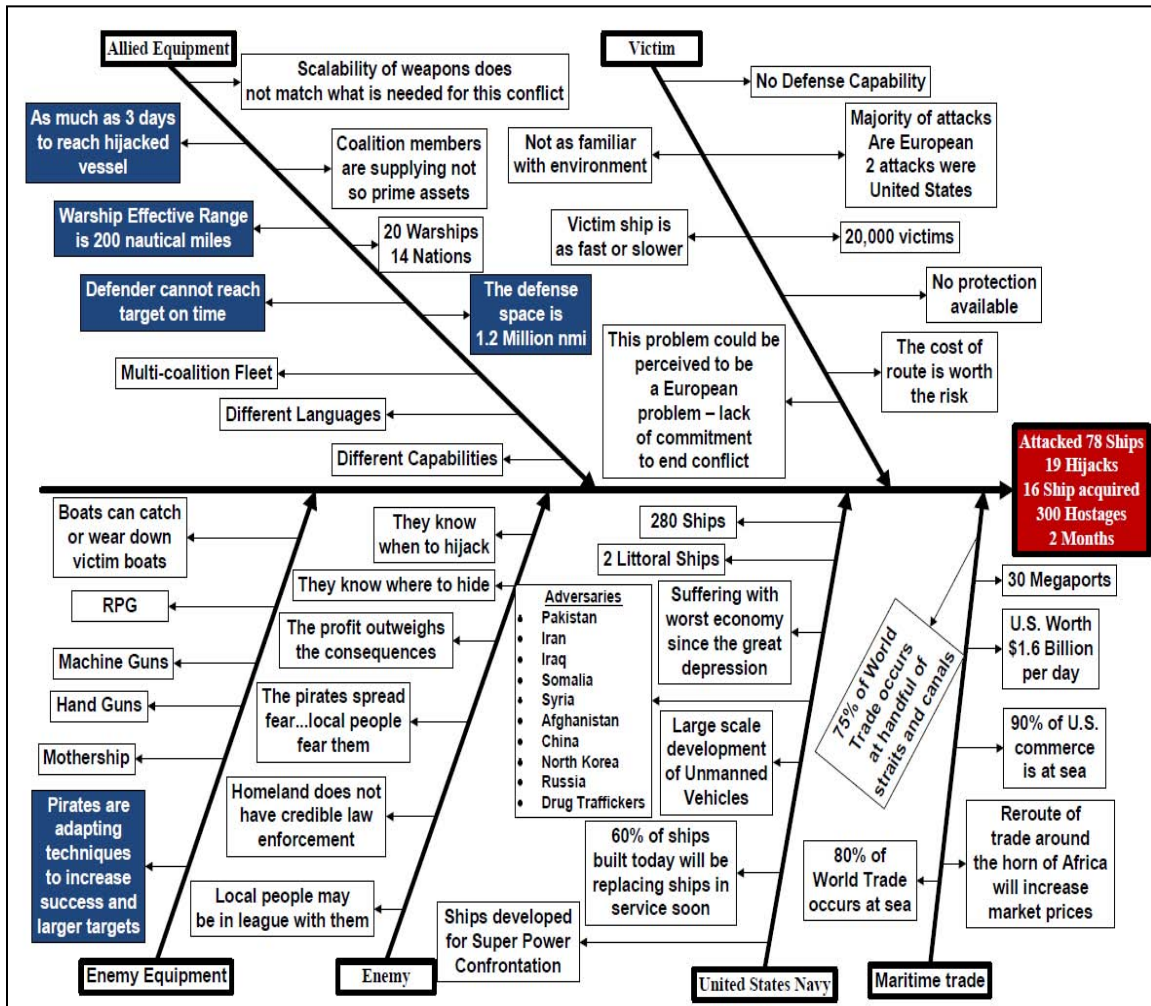 Allied Equipment
Scalability of weapons does
not match what is needed for this conflict
As much as 3 days
to reach hijacked
vessel
Coalition members
are supplying not
so prime assets
Warship Effective Range
is 200 nautical miles
20 Warships
14 Nations
Defender cannot reach
target on time
The defense
space is
1.2 Million nmi
Multi-coalition Fleet
Different Languages
Different Capabilities
Victim
No Defense Capability
Not as familiar
with environment
Majority of attacks
Are European
2 attacks were
United States
Victim ship is
as fast or slower
20,000 victims
No protection
available
This problem could be
perceived to be
a European
problem – lack
of commitment
to end conflict
The cost of
route is worth
the risk
Attacked 78 Ships
19 Hijacks
16 Ship acquired
300 Hostages
2 Months
Boats can catch
or wear down
victim boats
RPG
Machine Guns
Hand Guns
Mothership
Pirates are
adapting
techniques
to increase
success and
larger targets
Enemy Equipment
They know
when to hijack
They know where to hide
The profit outweighs
the consequences
The pirates spread
fear...local people
fear them
Homeland does not
have credible law
enforcement
Local people may
be in league with them
Enemy
280 Ships
2 Littoral Ships
Adversaries
• Pakistan
• Iran
• Iraq
• Somalia
• Syria
• Afghanistan
• China
• North Korea
• Russia
• Drug Traffickers
Suffering with
worst economy
since the great
depression
Large scale
development
of Unmanned
Vehicles
60% of ships
built today will be
replacing ships in
service soon
Ships developed
for Super Power
Confrontation
United States Navy
75% of World
Trade occurs
at handful of
straits and canals
30 Megaports
U.S. Worth
$1.6 Billion
per day
90% of U.S.
commerce
is at sea
80% of
World Trade
occurs at sea
Reroute of
trade around
the horn of Africa
will increase
market prices
Maritime trade